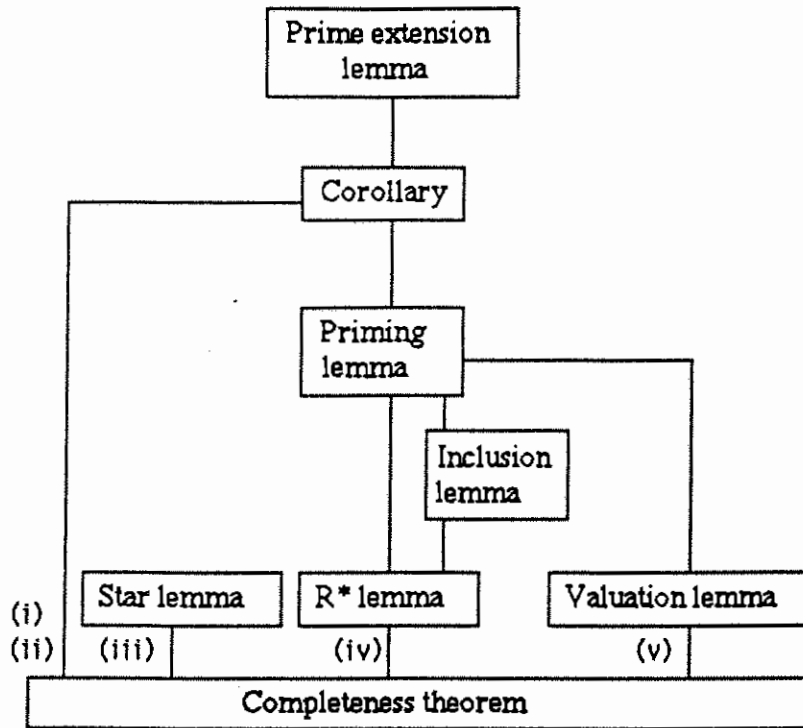 Prime extension
lemma
Corollary
Priming
lemma
Inclusion
lemma
Star lemma
R* lemma
Valuation lemma
(i)
(ii)
(iii)
(iv)
(v)
Completeness theorem